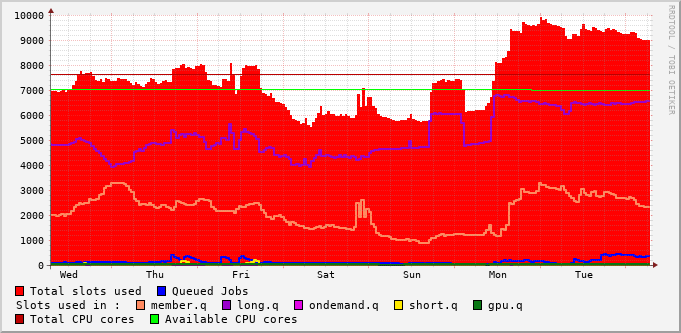 10000
9000
8000
7000
6000
5000
4000
3000
2000
1000
0
Wed Thu Fri Sat Sun Mon Tue
RRDTOOL / TOBI OETIKER
Total slots used Queued Jobs
Slots used in : member.q long.q ondemand.q short.q gpu.q
Total CPU cores Available CPU cores